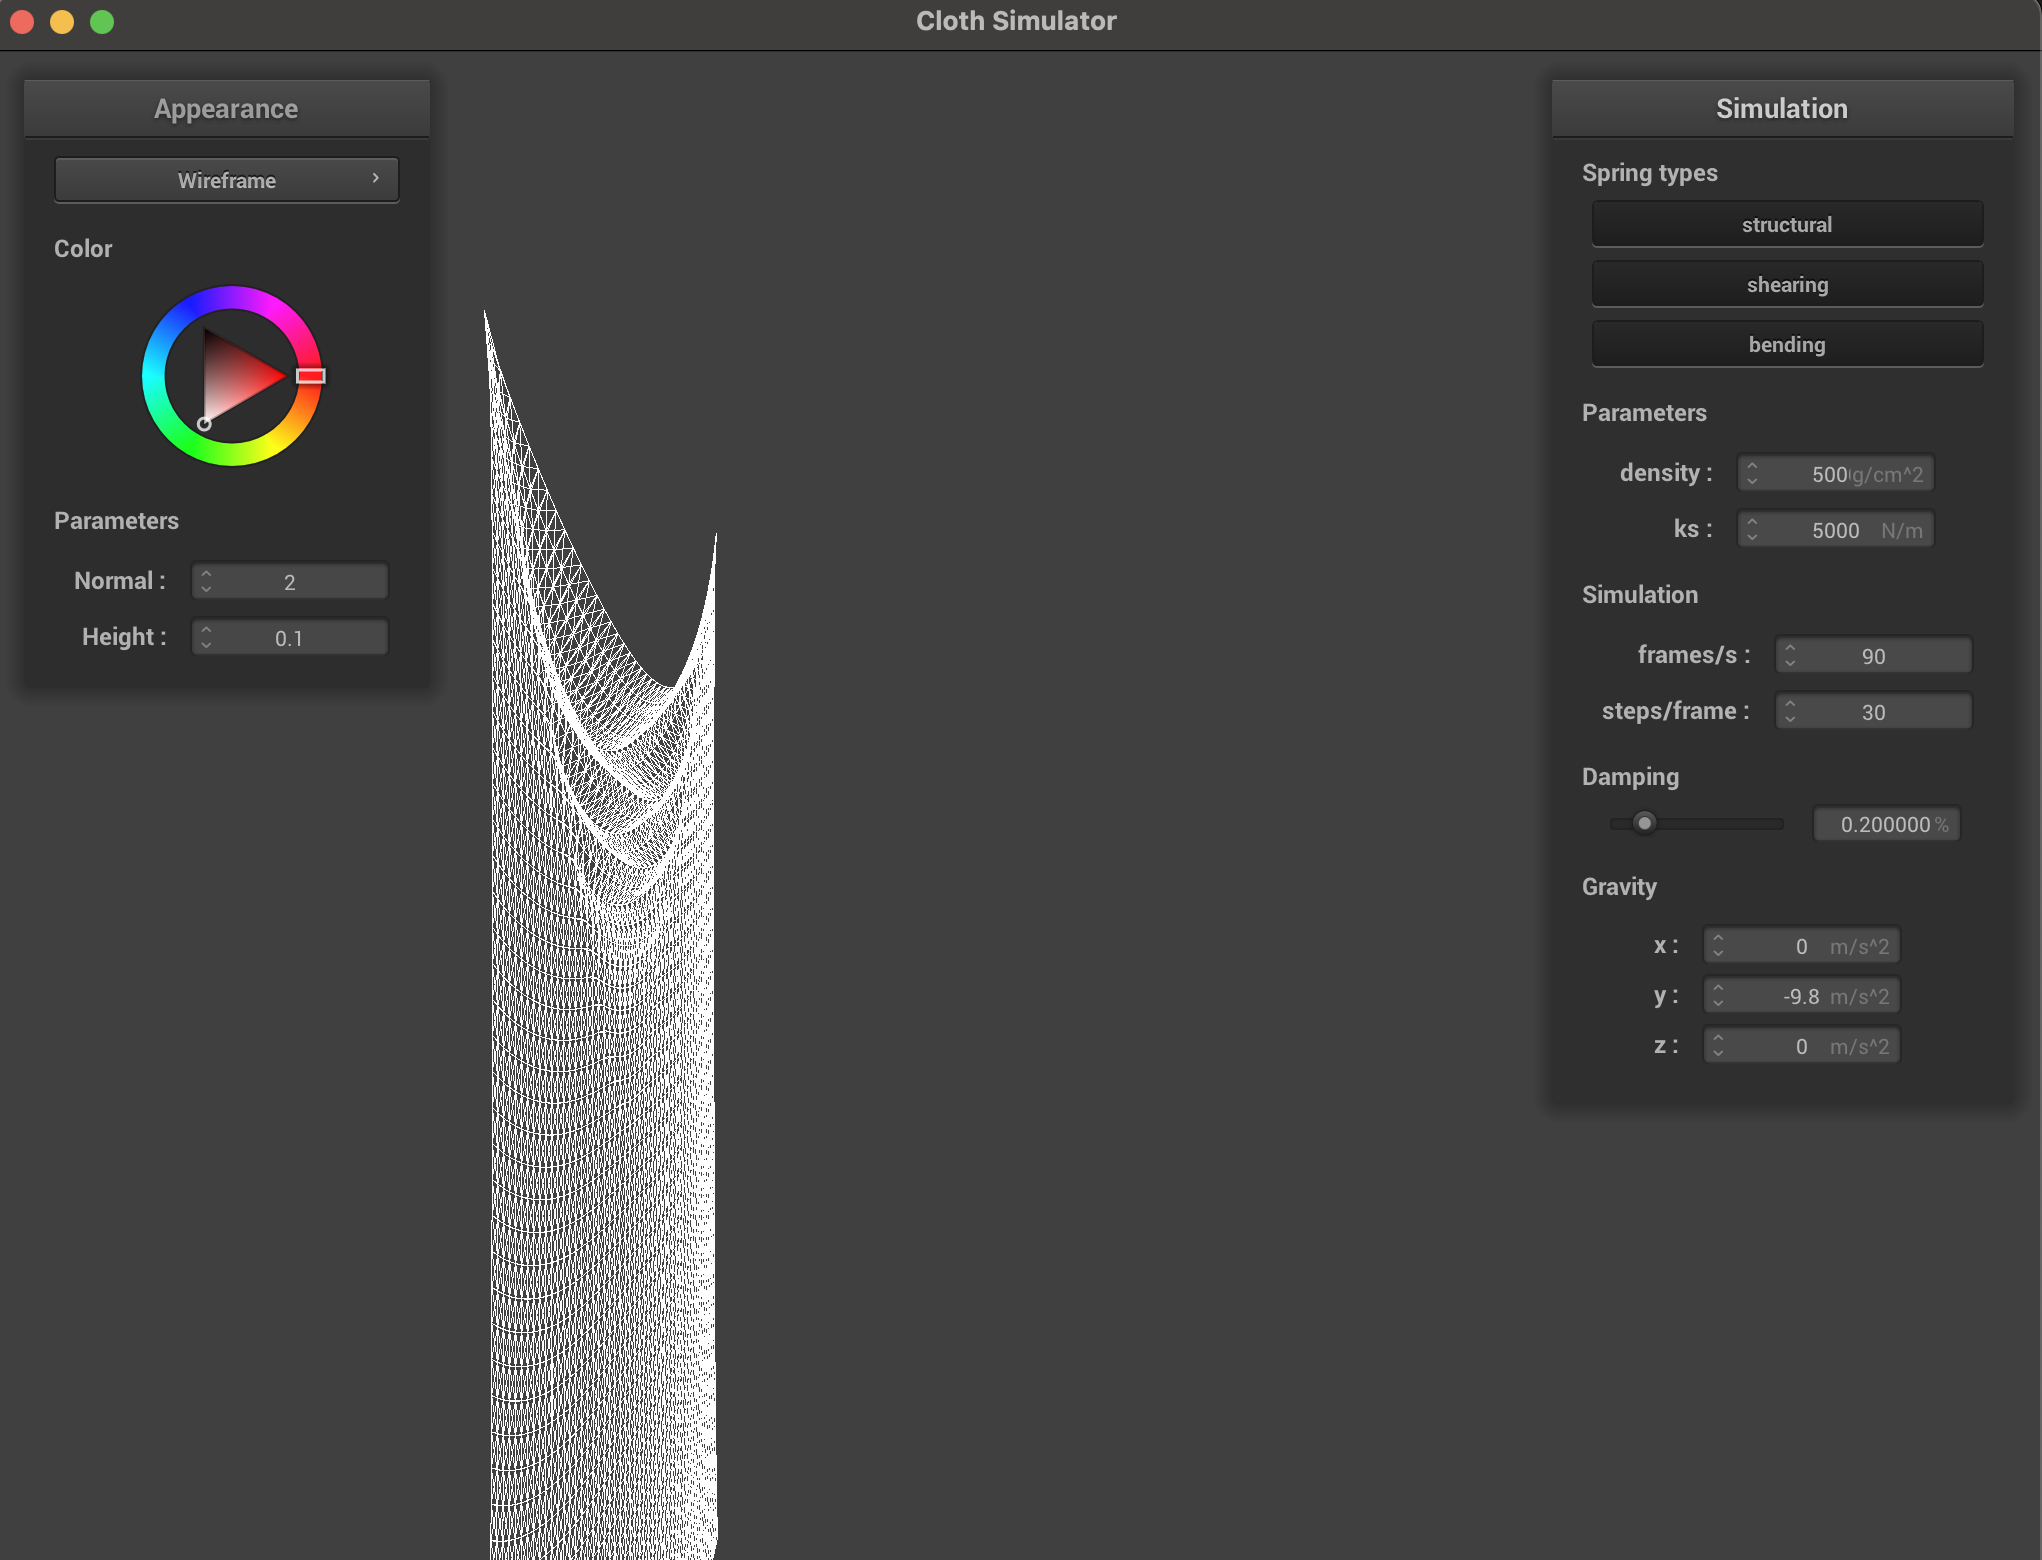 Cloth Simulator
Appearance
Wireframe
Color
Parameters
Normal : 2
Height : 0.1
Simulation
Spring types
structural
shearing
bending
Parameters
density : 500 g/cm^2
ks : 5000 N/m
Simulation
frames/s : 90
steps/frame : 30
Damping
0.200000 %
Gravity
x : 0 m/s^2
y : -9.8 m/s^2
z : 0 m/s^2